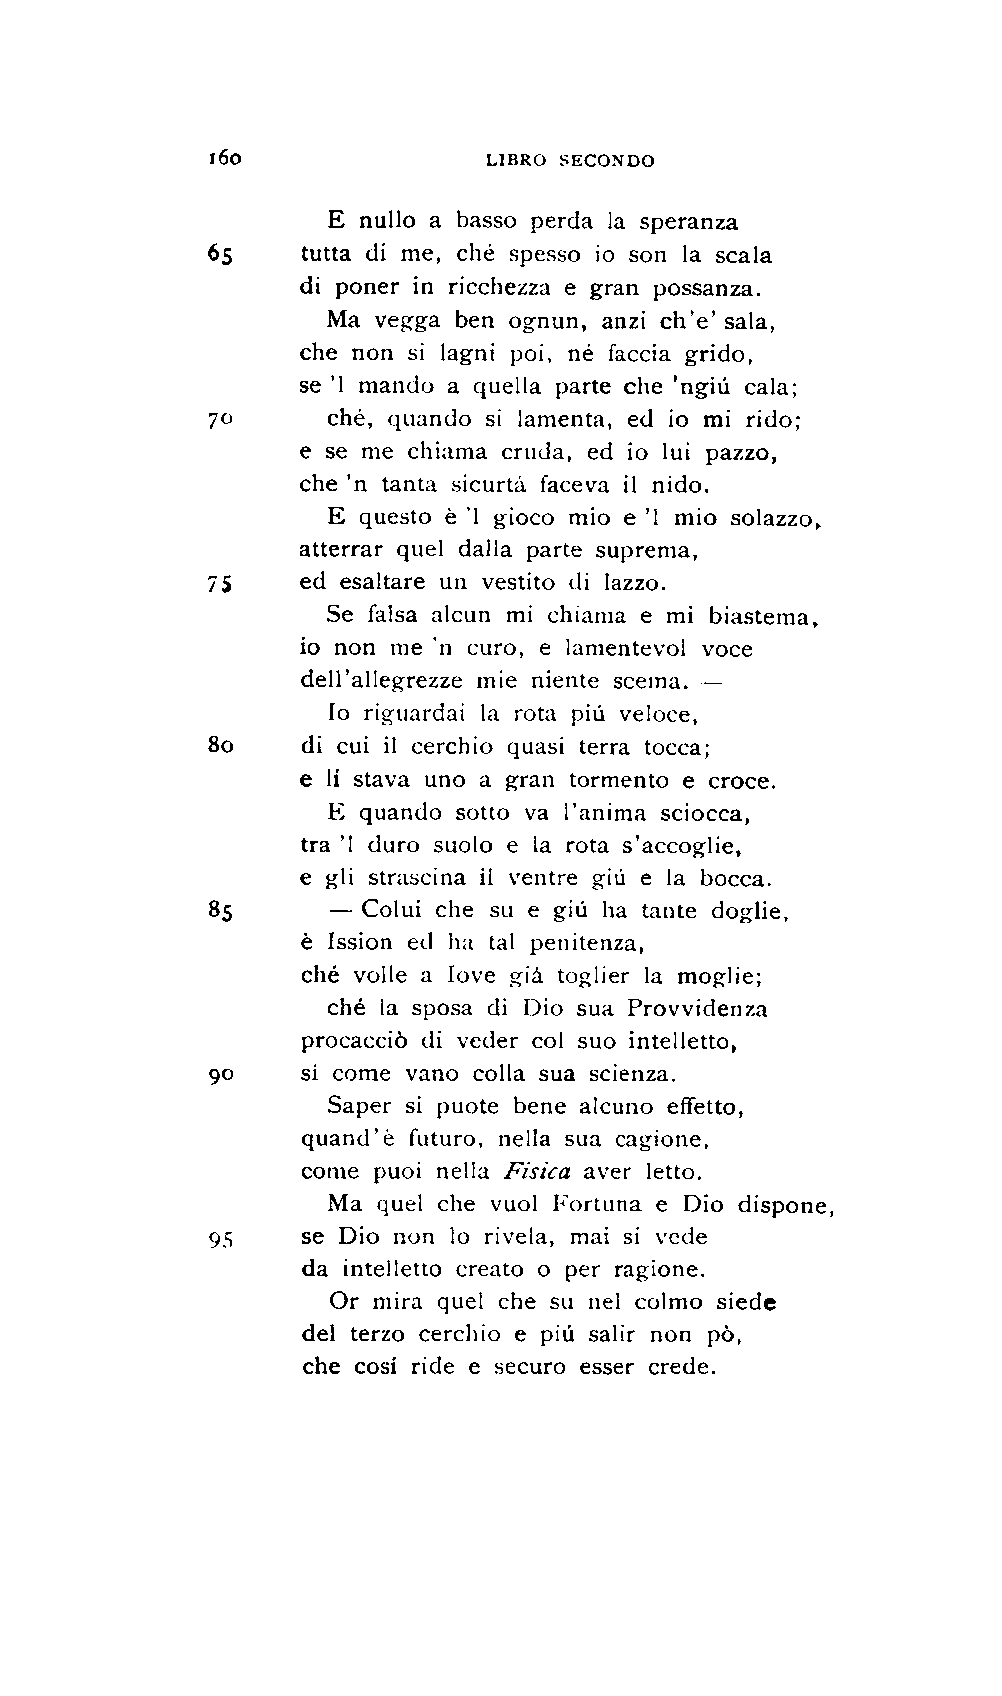 160 LIBRO SECONDO
E nullo a basso perda la speranza
65 tutta di me, ché spesso io son la scala
di poner in ricchezza e gran possanza.
Ma vegga ben ognun, anzi ch'e' sala,
che non si lagni poi, né faccia grido,
se 'l mando a quella parte che 'ngiú cala;
70 ché, quando si lamenta, ed io mi rido;
e se me chiama cruda, ed io lui pazzo,
che 'n tanta sicurtá faceva il nido.
E questo è 'l gioco mio e 'l mio solazzo,
atterrar quel dalla parte suprema,
75 ed esaltare un vestito di lazzo.
Se falsa alcun mi chiama e mi biastema,
io non me 'n curo, e lamentevol voce
dell'allegrezze mie niente scema. —
Io riguardai la rota piú veloce,
80 di cui il cerchio quasi terra tocca;
e lí stava uno a gran tormento e croce.
E quando sotto va l'anima sciocca,
tra 'l duro suolo e la rota s'accoglie,
e gli strascina il ventre giú e la bocca.
85 — Colui che su e giú ha tante doglie,
è Ission ed ha tal penitenza,
ché volle a Iove giá toglier la moglie;
ché la sposa di Dio sua Provvidenza
procacciò di veder col suo intelletto,
90 si come vano colla sua scienza.
Saper si puote bene alcuno effetto,
quand'è futuro, nella sua cagione,
come puoi nella Fisica aver letto.
Ma quel che vuol Fortuna e Dio dispone,
95 se Dio non lo rivela, mai si vede
da intelletto creato o per ragione.
Or mira quel che su nel colmo siede
del terzo cerchio e piú salir non pò,
che cosí ride e securo esser crede.